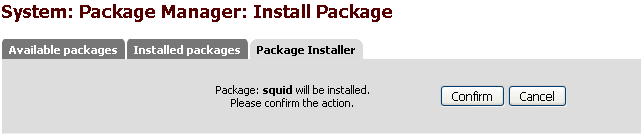 System: Package Manager: Install Package
Available packages
Installed packages
Package Installer
Package: squid will be installed.
Please confirm the action.
Confirm
Cancel